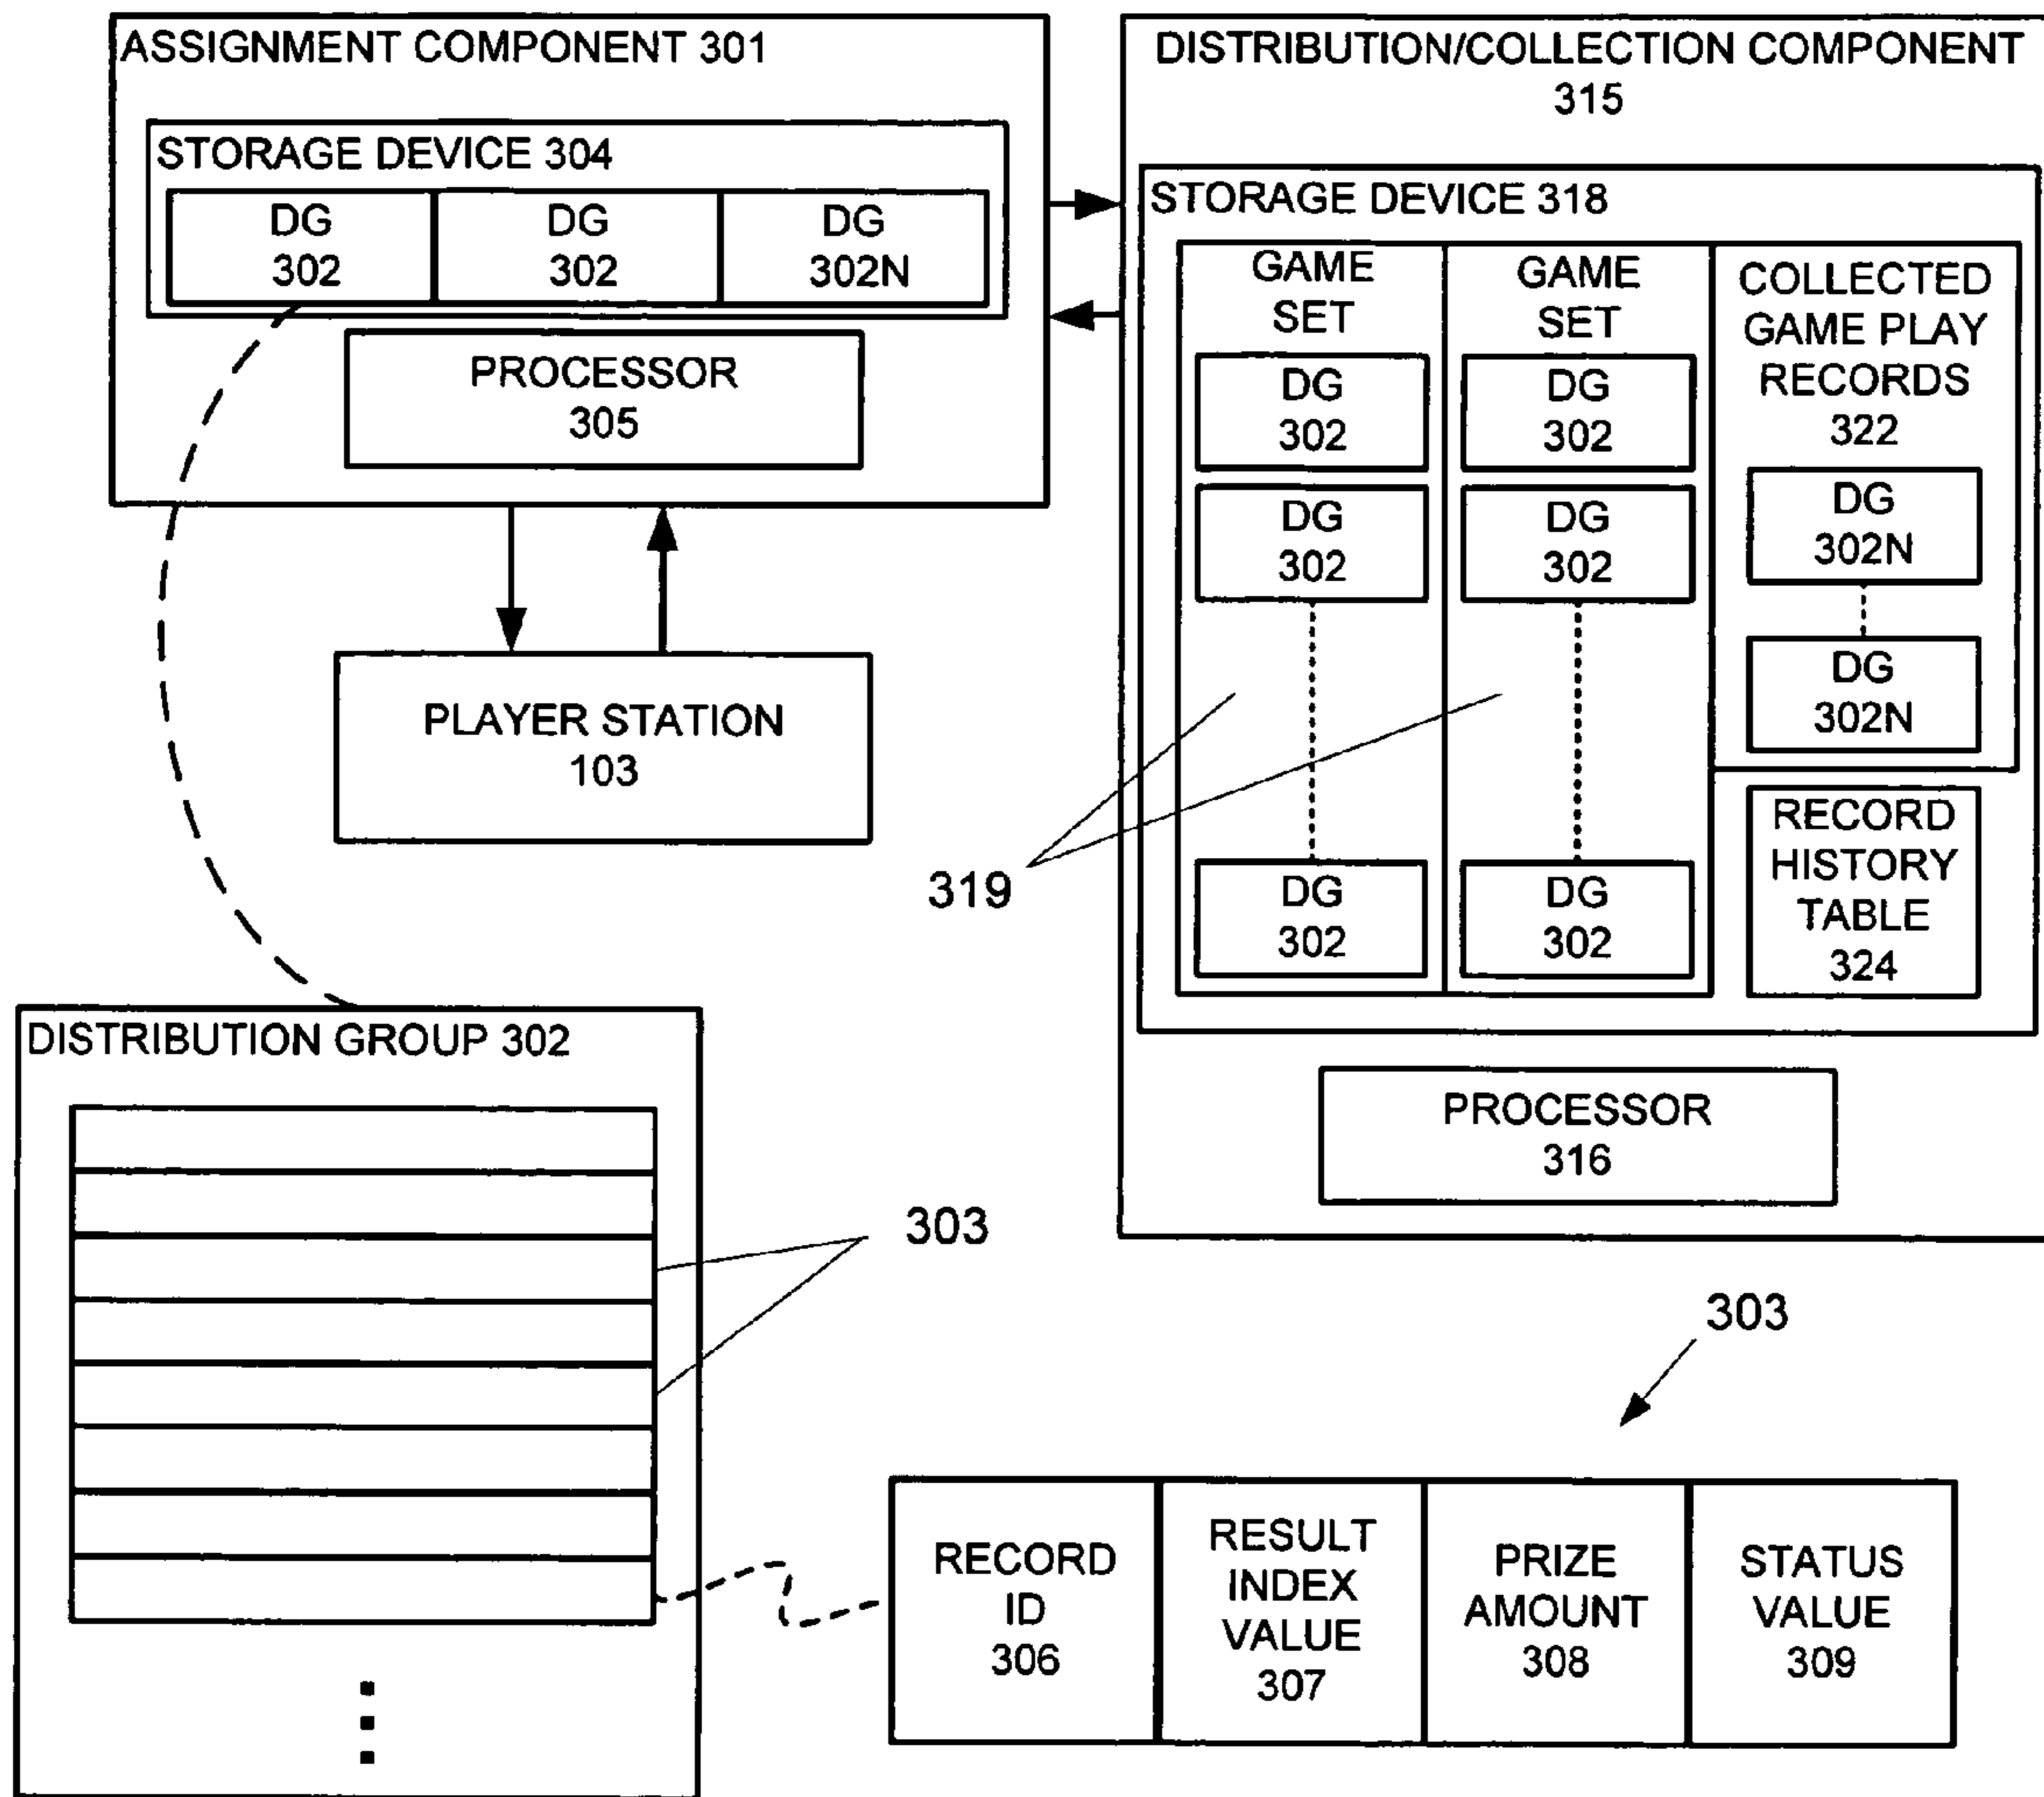 ASSIGNMENT COMPONENT 301
STORAGE DEVICE 304
DG
302
DG
302
DG
302N
PROCESSOR
305
PLAYER STATION
103
DISTRIBUTION/COLLECTION COMPONENT
315
STORAGE DEVICE 318
GAME
SET
DG
302
DG
302
DG
302
GAME
SET
DG
302
DG
302
DG
302
COLLECTED
GAME PLAY
RECORDS
322
DG
302N
DG
302N
RECORD
HISTORY
TABLE
324
319
PROCESSOR
316
DISTRIBUTION GROUP 302
303
303
RECORD
ID
306
RESULT
INDEX
VALUE
307
PRIZE
AMOUNT
308
STATUS
VALUE
309